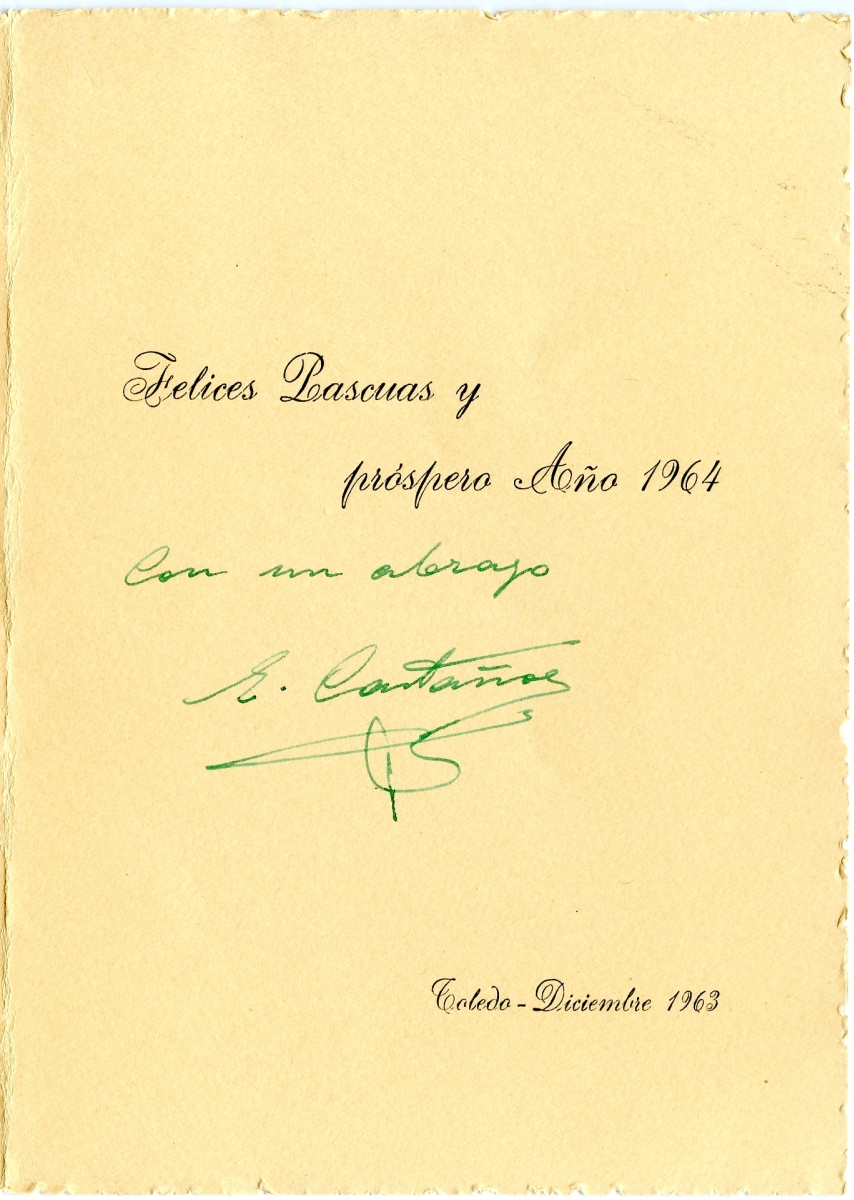 Felices Pascuas y
próspero Año 1964
Con un abrazo
E. Castaños
Toledo - Diciembre 1963